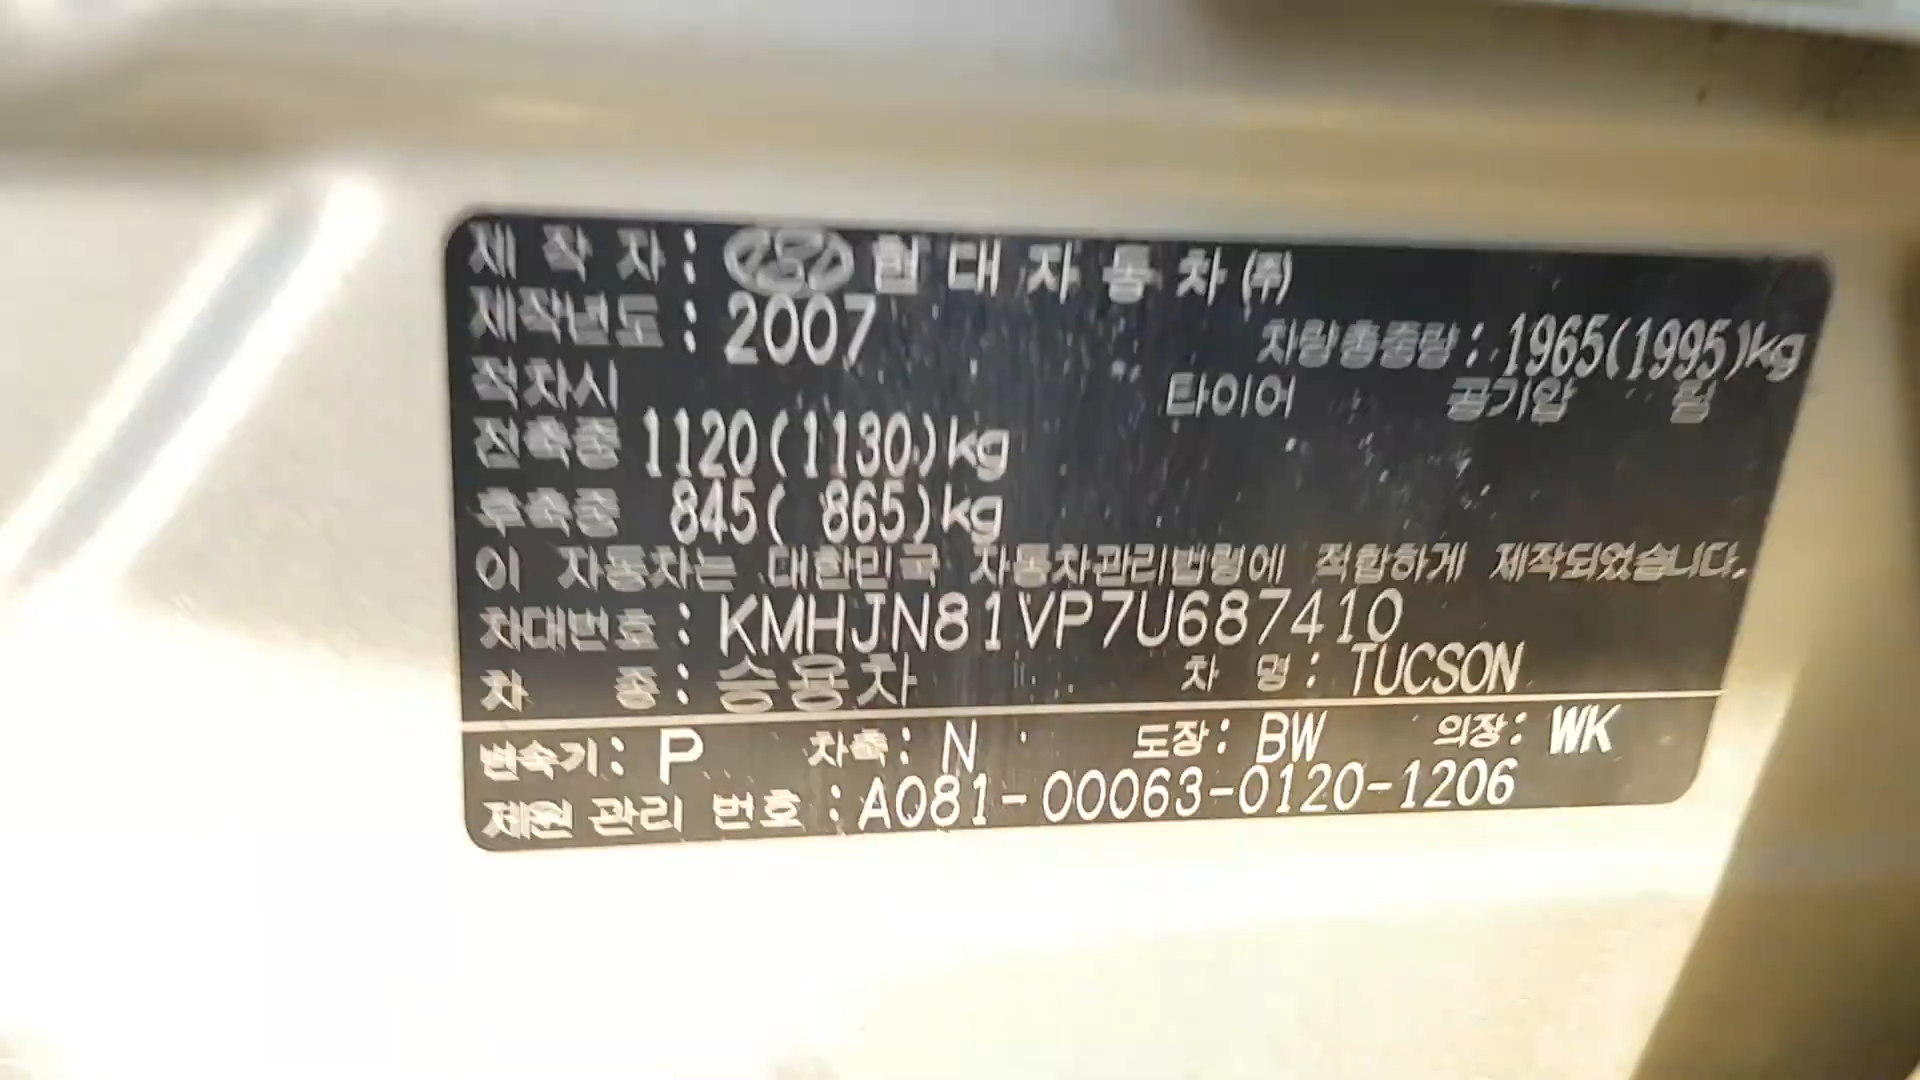 제 작 자 : 현 대 자 동 차 (주)
제작년도 : 2007
차량총중량 : 1965(1995)kg
적차시
타이어 공기압 림
전축중 1120(1130)kg
후축중 845( 865)kg
이 자동차는 대한민국 자동차관리법령에 적합하게 제작되었습니다.
차대번호 : KMHJN81VP7U687410
차 종 : 승용차 차 명 : TUCSON
변속기 : P 차축 : N 도장 : BW 의장 : WK
제원 관리 번호 : A081-00063-0120-1206